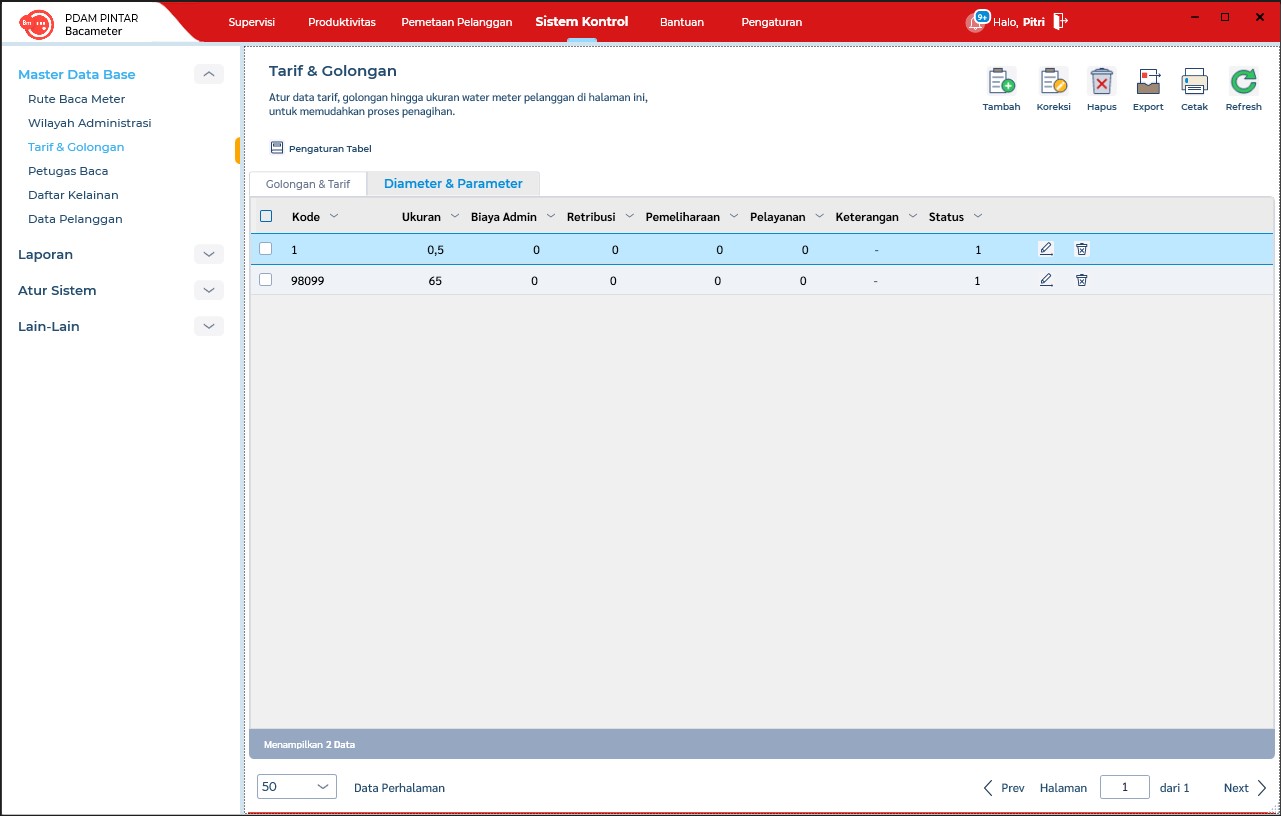 PDAM PINTAR
Bacameter
Supervisi
Produktivitas
Pemetaan Pelanggan
Sistem Kontrol
Bantuan
Pengaturan
9+
Halo, Pitri
Master Data Base
Rute Baca Meter
Wilayah Administrasi
Tarif & Golongan
Petugas Baca
Daftar Kelainan
Data Pelanggan
Laporan
Atur Sistem
Lain-Lain
Tarif & Golongan
Atur data tarif, golongan hingga ukuran water meter pelanggan di halaman ini,
untuk memudahkan proses penagihan.
Tambah
Koreksi
Hapus
Export
Cetak
Refresh
Pengaturan Tabel
Golongan & Tarif
Diameter & Parameter
Kode Ukuran Biaya Admin Retribusi Pemeliharaan Pelayanan Keterangan Status
1 0,5 0 0 0 0 - 1
98099 65 0 0 0 0 - 1
Menampilkan 2 Data
50
Data Perhalaman
Prev
Halaman
1
dari 1
Next